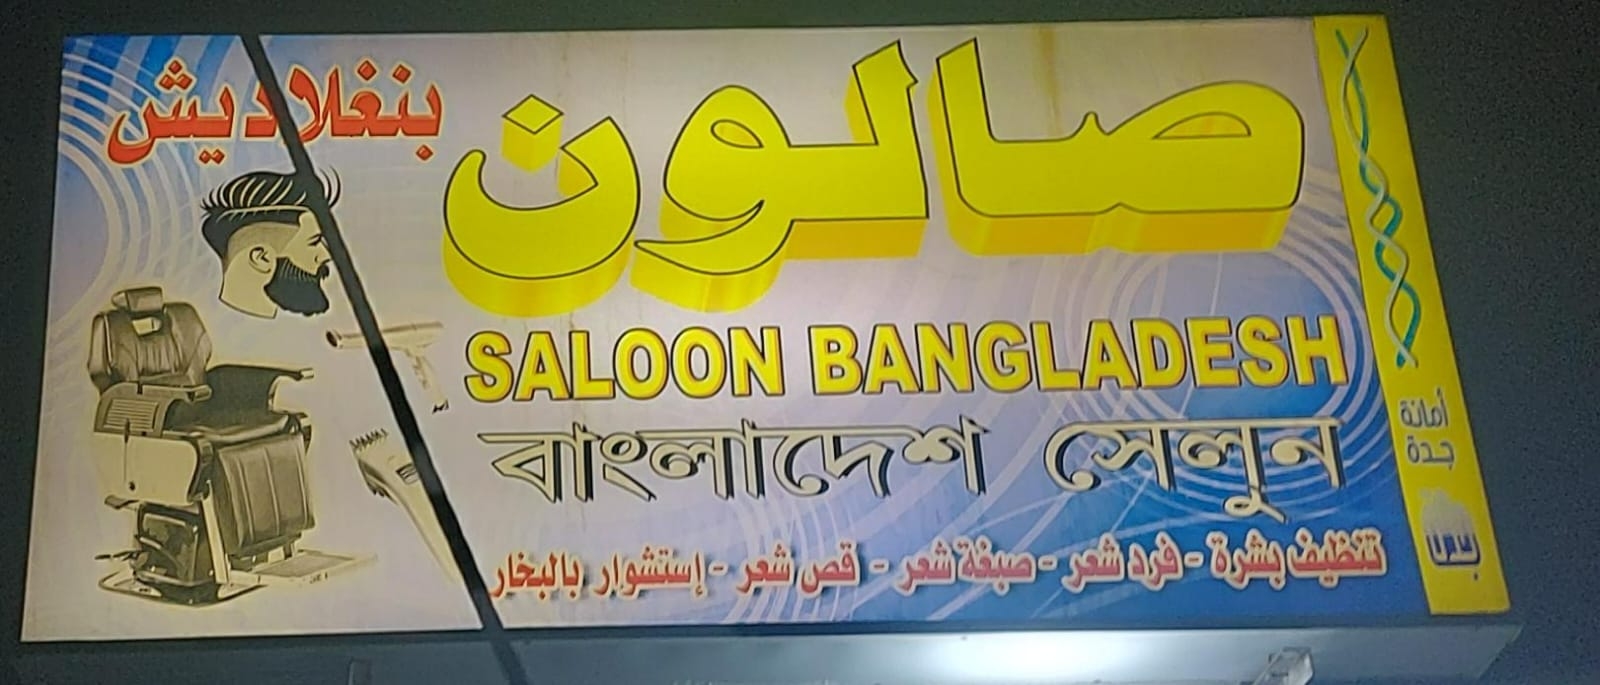 صالون
بنغلاديش
SALOON BANGLADESH
বাংলাদেশ সেলুন
تنظيف بشرة - فرد شعر - صبغة شعر - قص شعر - إستشوار بالبخار
أمانة
جدة